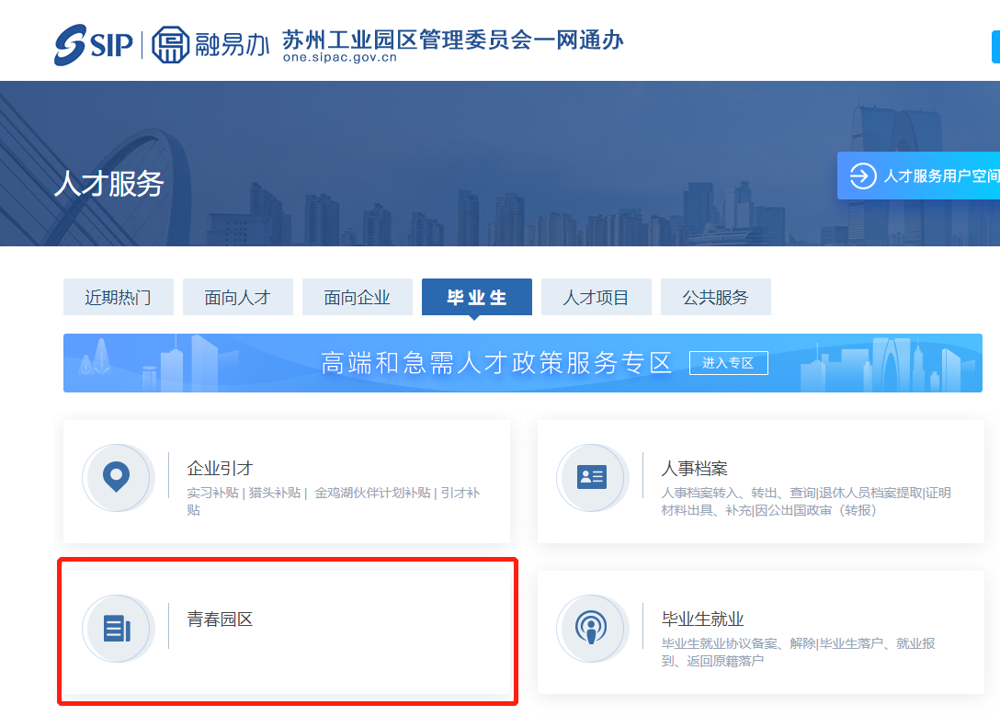 SIP 融易办 苏州工业园区管理委员会一网通办
one.sipac.gov.cn
人才服务
人才服务用户空间
近期热门 面向人才 面向企业 毕业生 人才项目 公共服务
高端和急需人才政策服务专区 进入专区
企业引才
实习补贴 | 猎头补贴 | 金鸡湖伙伴计划补贴 | 引才补
贴
人事档案
人事档案转入、转出、查询|退休人员档案提取|证明
材料出具、补充|因公出国政审（转报）
青春园区
毕业生就业
毕业生就业协议备案、解除|毕业生落户、就业报
到、返回原籍落户